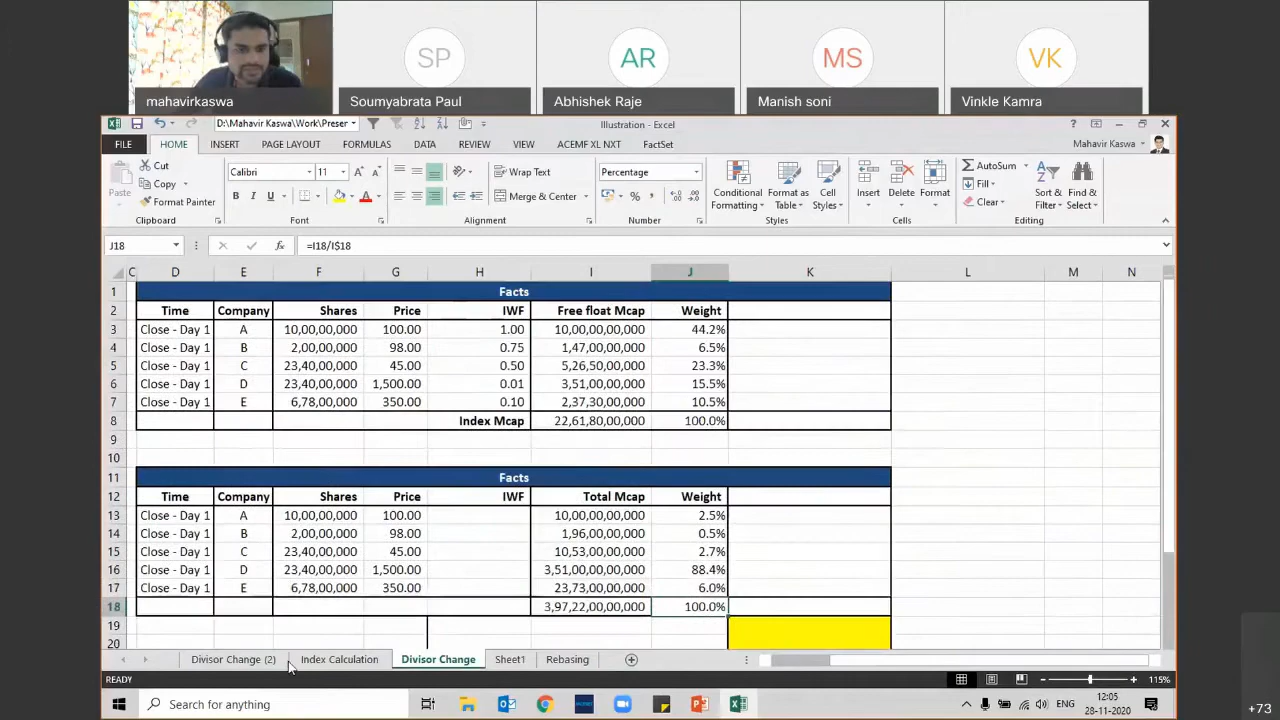 SP
AR
MS
VK
mahavirkaswa
Soumyabrata Paul
Abhishek Raje
Manish soni
Vinkle Kamra
D:\Mahavir Kaswa\Work\Preser
Illustration - Excel
FILE HOME INSERT PAGE LAYOUT FORMULAS DATA REVIEW VIEW ACEMF XL NXT FactSet
Mahavir Kaswa
Paste
Cut
Copy
Format Painter
Clipboard
Calibri 11
B I U
Font
Wrap Text
Merge & Center
Alignment
Percentage
Number
Conditional Formatting
Format as Table
Cell Styles
Styles
Insert Delete Format
Cells
AutoSum
Fill
Clear
Sort & Filter
Find & Select
Editing
J18
=I18/I$18
C D E F G H I J K L M N
1 Facts
2 Time Company Shares Price IWF Free float Mcap Weight
3 Close - Day 1 A 10,00,00,000 100.00 1.00 10,00,00,00,000 44.2%
4 Close - Day 1 B 2,00,00,000 98.00 0.75 1,47,00,00,000 6.5%
5 Close - Day 1 C 23,40,00,000 45.00 0.50 5,26,50,00,000 23.3%
6 Close - Day 1 D 23,40,00,000 1,500.00 0.01 3,51,00,00,000 15.5%
7 Close - Day 1 E 6,78,00,000 350.00 0.10 2,37,30,00,000 10.5%
8 Index Mcap 22,61,80,00,000 100.0%
9
10
11 Facts
12 Time Company Shares Price IWF Total Mcap Weight
13 Close - Day 1 A 10,00,00,000 100.00 10,00,00,00,000 2.5%
14 Close - Day 1 B 2,00,00,000 98.00 1,96,00,00,000 0.5%
15 Close - Day 1 C 23,40,00,000 45.00 10,53,00,00,000 2.7%
16 Close - Day 1 D 23,40,00,000 1,500.00 3,51,00,00,00,000 88.4%
17 Close - Day 1 E 6,78,00,000 350.00 23,73,00,00,000 6.0%
18 3,97,22,00,00,000 100.0%
19
20
Divisor Change (2) Index Calculation Divisor Change Sheet1 Rebasing
READY
115%
Search for anything
ENG
12:05
28-11-2020
+73